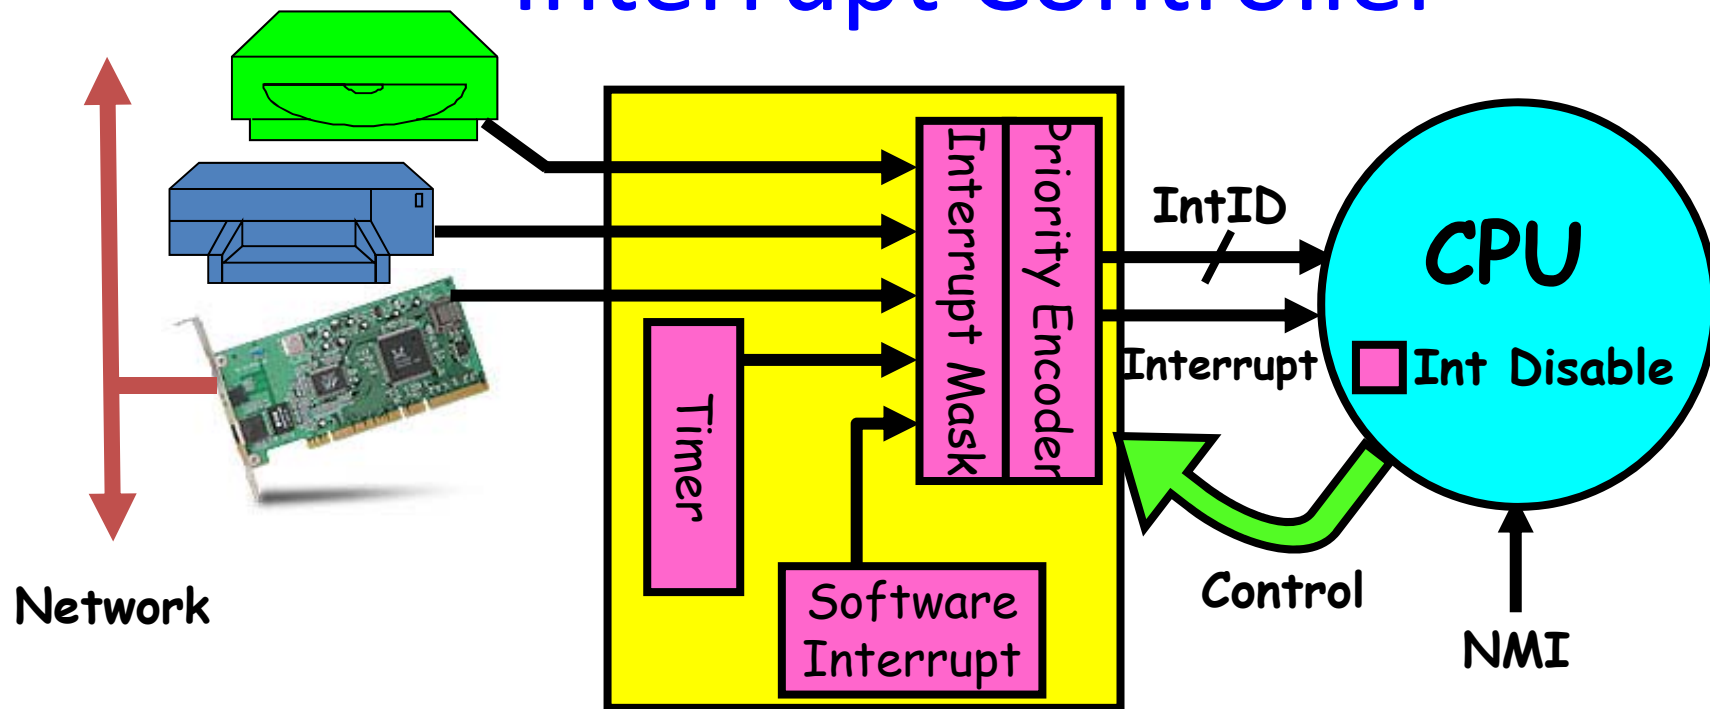 Interrupt Controller
Interrupt Mask
Priority Encoder
IntID
CPU
Interrupt
Int Disable
Timer
Control
Software
Interrupt
Network
NMI